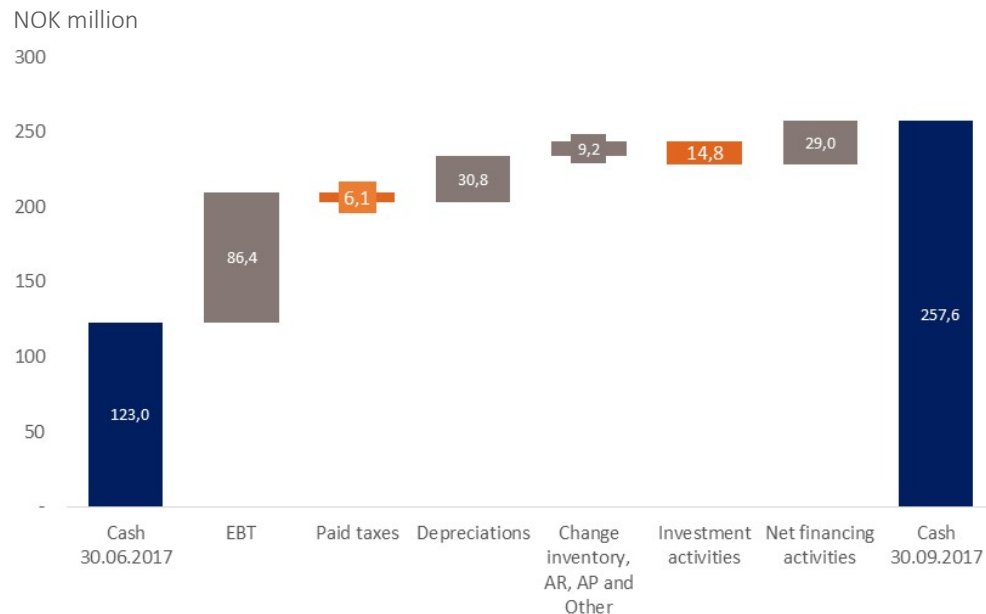 NOK million
300
250
200
150
100
50
-
123,0
86,4
6,1
30,8
9,2
14,8
29,0
257,6
Cash
30.06.2017
EBT
Paid taxes
Depreciations
Change
inventory,
AR, AP and
Other
Investment
activities
Net financing
activities
Cash
30.09.2017